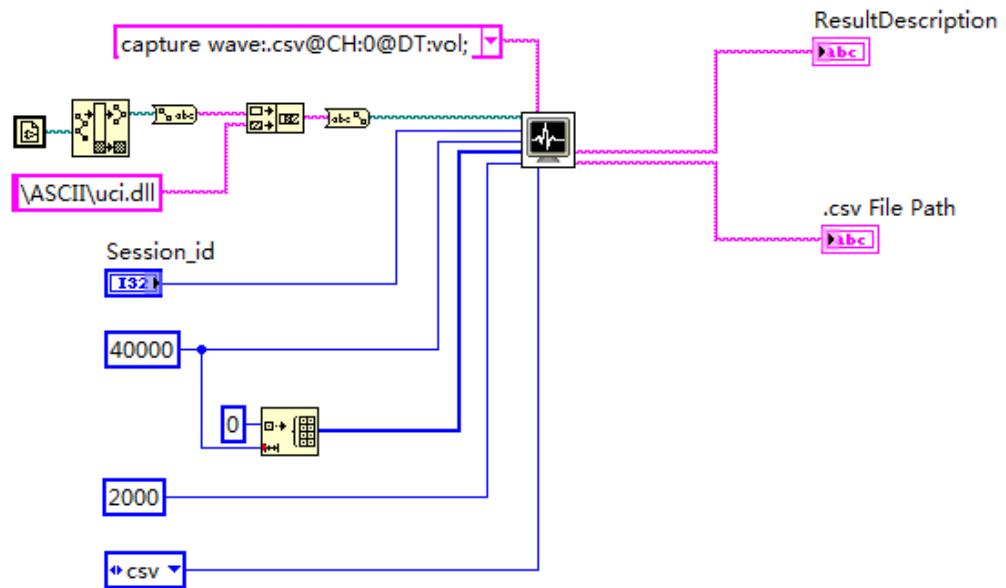 ResultDescription
capture wave:.csv@CH:0@DT:vol;
abc
abc
abc
\ASCII\uci.dll
.csv File Path
abc
Session_id
I32
40000
0
2000
csv